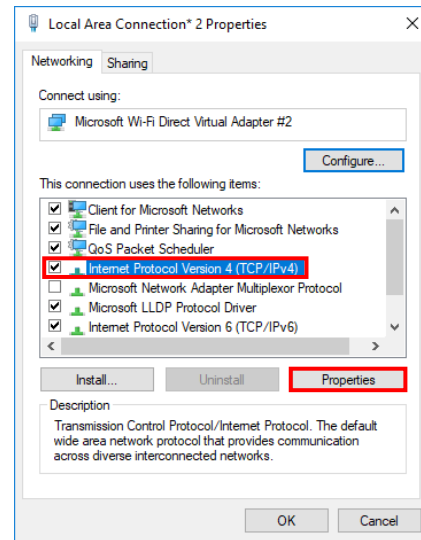 Local Area Connection* 2 Properties
Networking Sharing
Connect using:
Microsoft Wi-Fi Direct Virtual Adapter #2
Configure...
This connection uses the following items:
Client for Microsoft Networks
File and Printer Sharing for Microsoft Networks
QoS Packet Scheduler
Internet Protocol Version 4 (TCP/IPv4)
Microsoft Network Adapter Multiplexor Protocol
Microsoft LLDP Protocol Driver
Internet Protocol Version 6 (TCP/IPv6)
Install... Uninstall Properties
Description
Transmission Control Protocol/Internet Protocol. The default
wide area network protocol that provides communication
across diverse interconnected networks.
OK Cancel